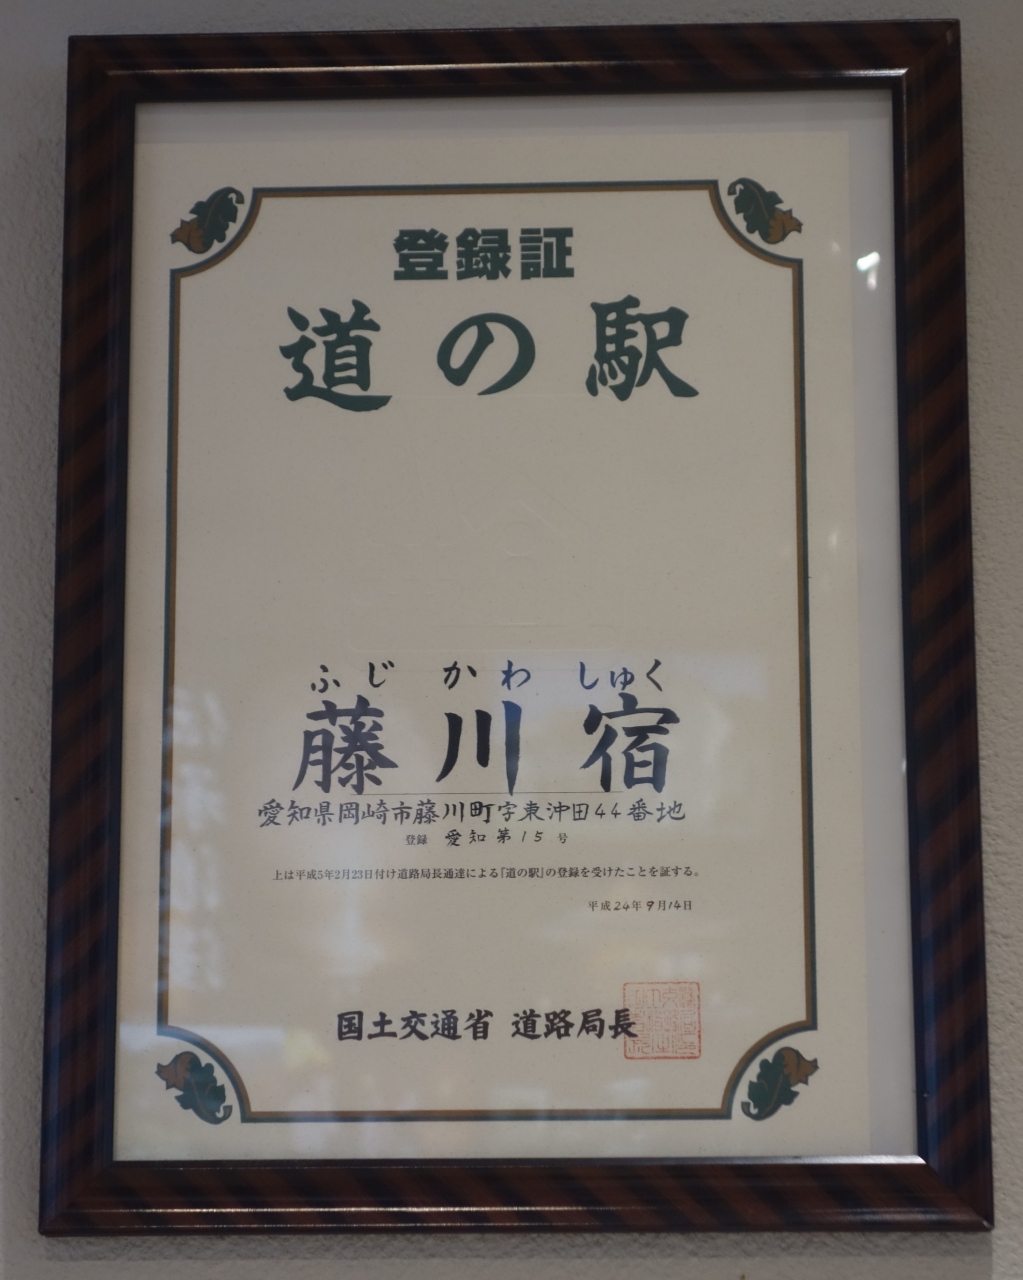 登録証
道の駅
ふじ かわ しゅく
藤川宿
愛知県岡崎市藤川町字東沖田44番地
登録 愛知第15号
上は平成5年2月23日付け道路局長通達による「道の駅」の登録を受けたことを証する。
平成24年9月14日
国土交通省 道路局長